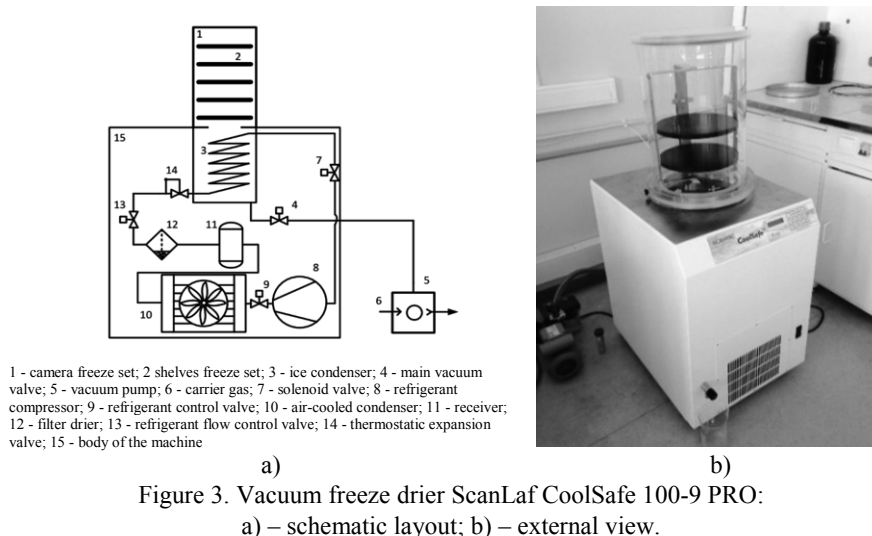 1
2
15
3
7
14
13
12
11
4
8
9
5
6
10
1 - camera freeze set; 2 shelves freeze set; 3 - ice condenser; 4 - main vacuum
valve; 5 - vacuum pump; 6 - carrier gas; 7 - solenoid valve; 8 - refrigerant
compressor; 9 - refrigerant control valve; 10 - air-cooled condenser; 11 - receiver;
12 - filter drier; 13 - refrigerant flow control valve; 14 - thermostatic expansion
valve; 15 - body of the machine
CoolSafe
a)
b)
Figure 3. Vacuum freeze drier ScanLaf CoolSafe 100-9 PRO:
a) – schematic layout; b) – external view.